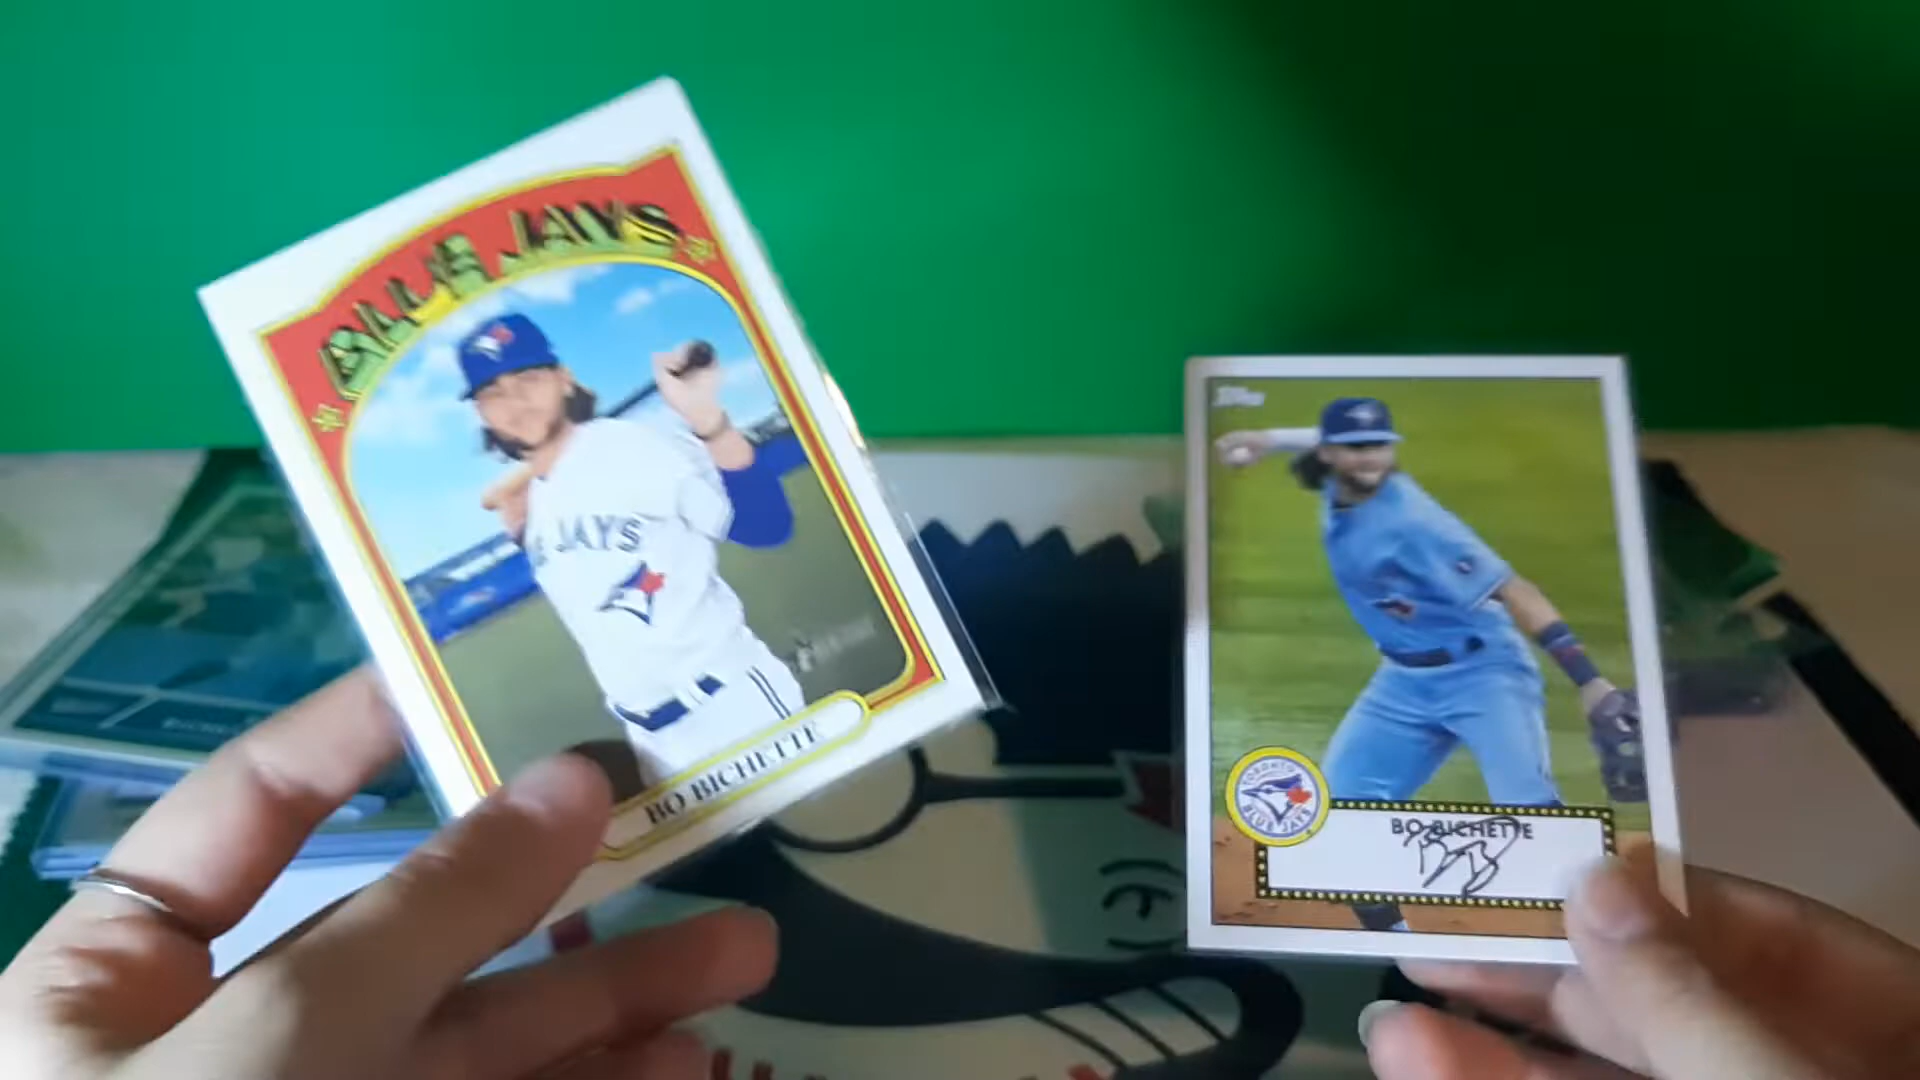 BLUE JAYS
JAYS
BO BICHETTE
Topps
TORONTO
BLUE JAYS
BO BICHETTE